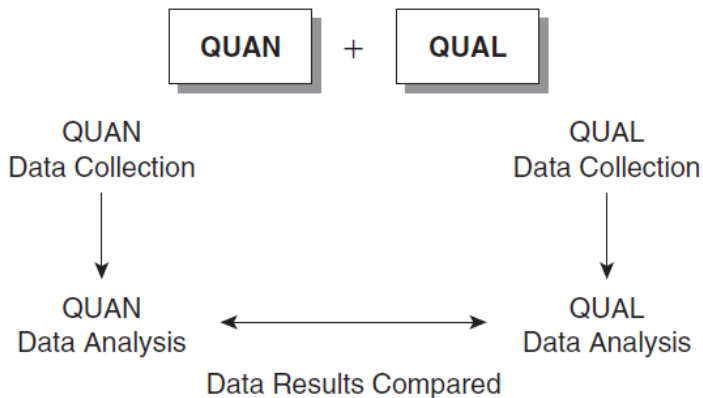 QUAN + QUAL
QUAN
Data Collection
QUAL
Data Collection
QUAN
Data Analysis
QUAL
Data Analysis
Data Results Compared